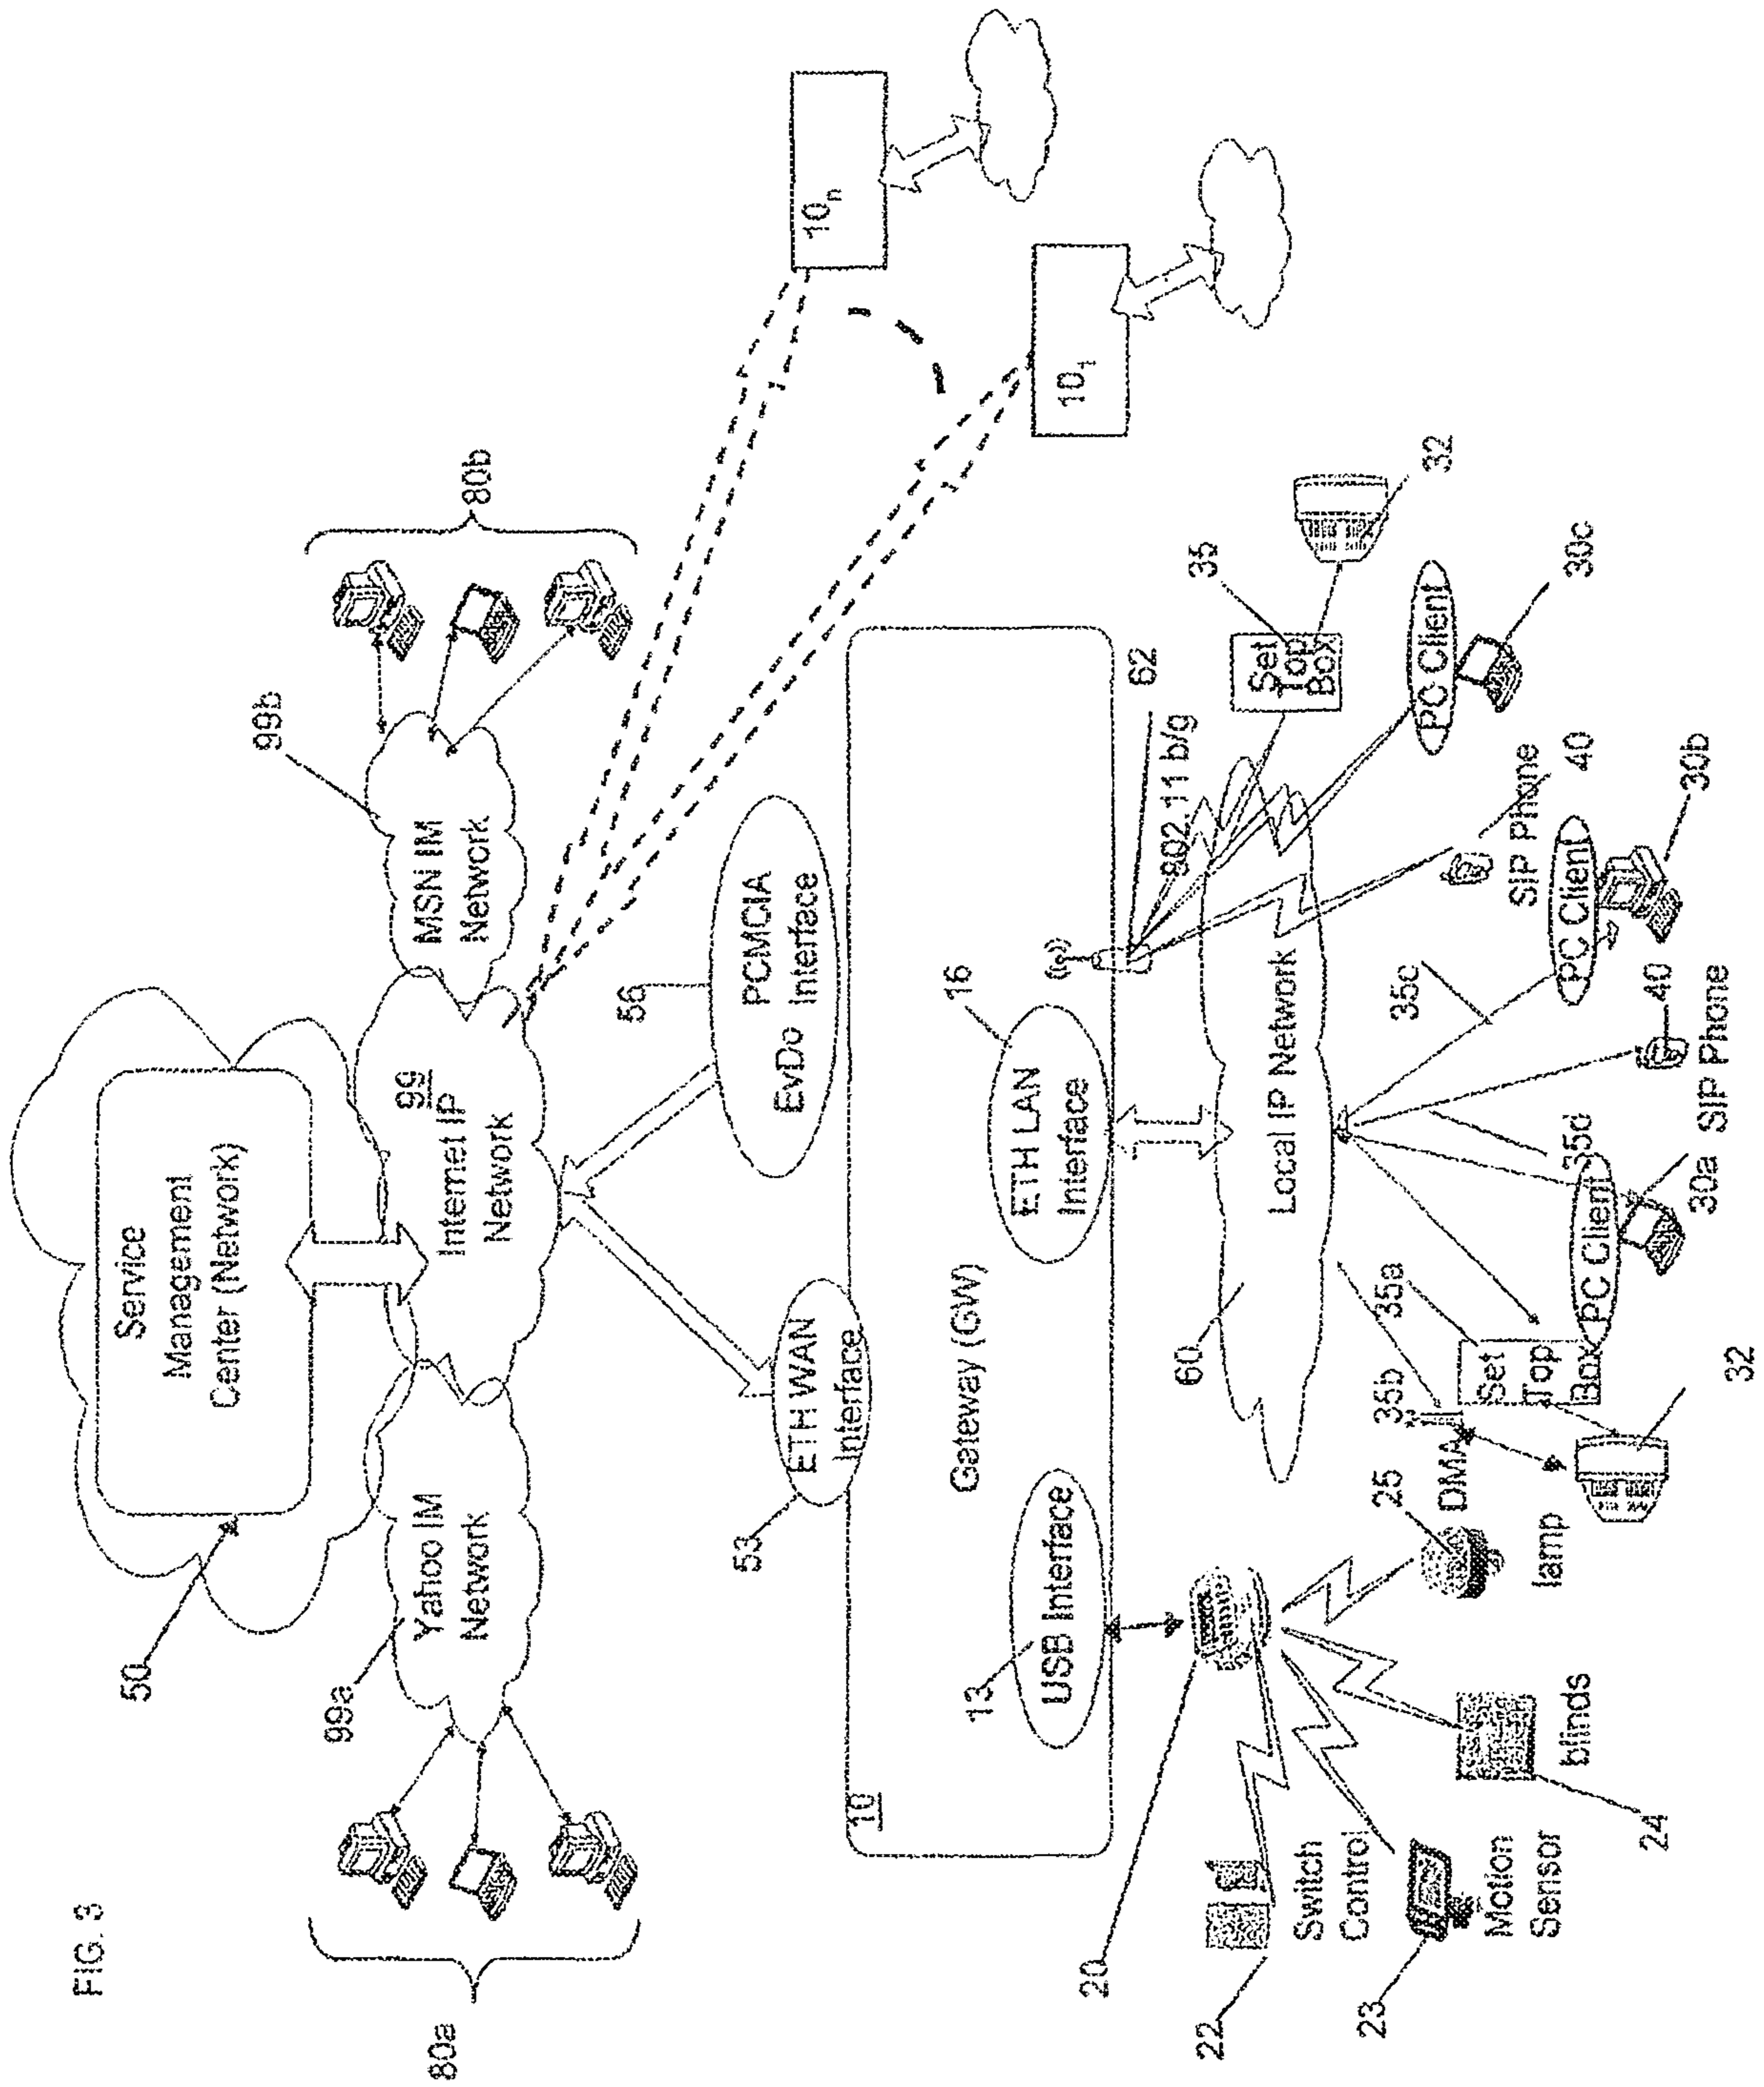 FIG. 3
50
Service
Management
Center (Network)
80a
99a
Yahoo IM
Network
99
Internet IP
Network
99b
MSN IM
Network
80b
53
ETH WAN
Interface
56
PCMCIA
EvDo Interface
10
Gateway (GW)
13
USB Interface
16
ETH LAN
Interface
62
802.11 b/g
10n
101
20
60
Local IP Network
35
Set
Top
Box
32
22
Switch
Control
23
Motion
Sensor
24
blinds
25
lamp
DMA
35b
35a
Set
Top
Box
32
35d
PC Client
30a
SIP Phone
40
35c
PC Client
30b
SIP Phone
40
PC Client
30c